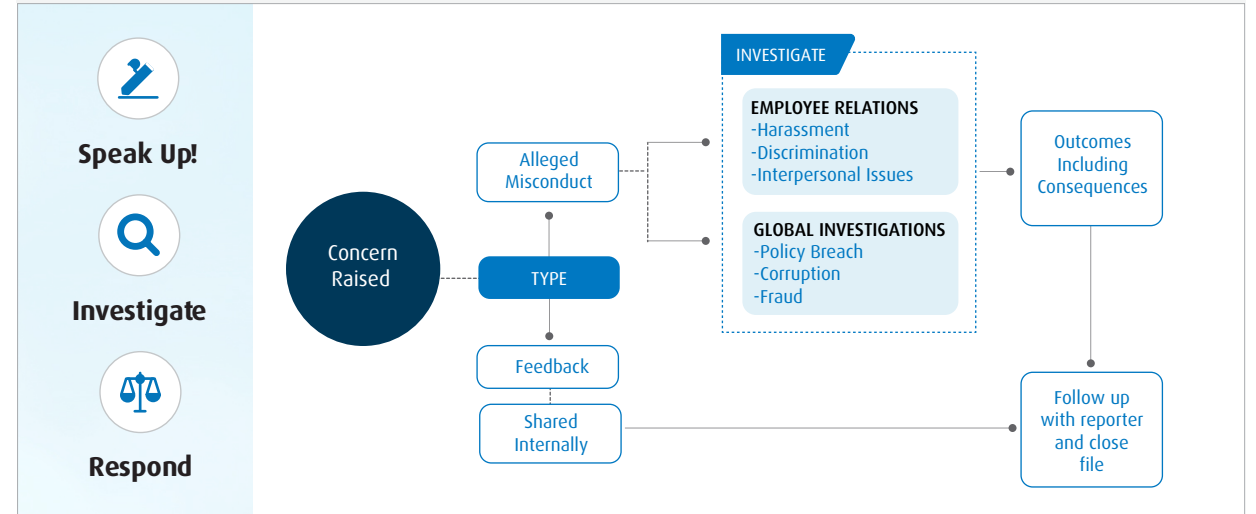 Speak Up!
Investigate
Respond
Concern
Raised
TYPE
Alleged
Misconduct
Feedback
Shared
Internally
INVESTIGATE
EMPLOYEE RELATIONS
-Harassment
-Discrimination
-Interpersonal Issues
GLOBAL INVESTIGATIONS
-Policy Breach
-Corruption
-Fraud
Outcomes
Including
Consequences
Follow up
with reporter
and close
file